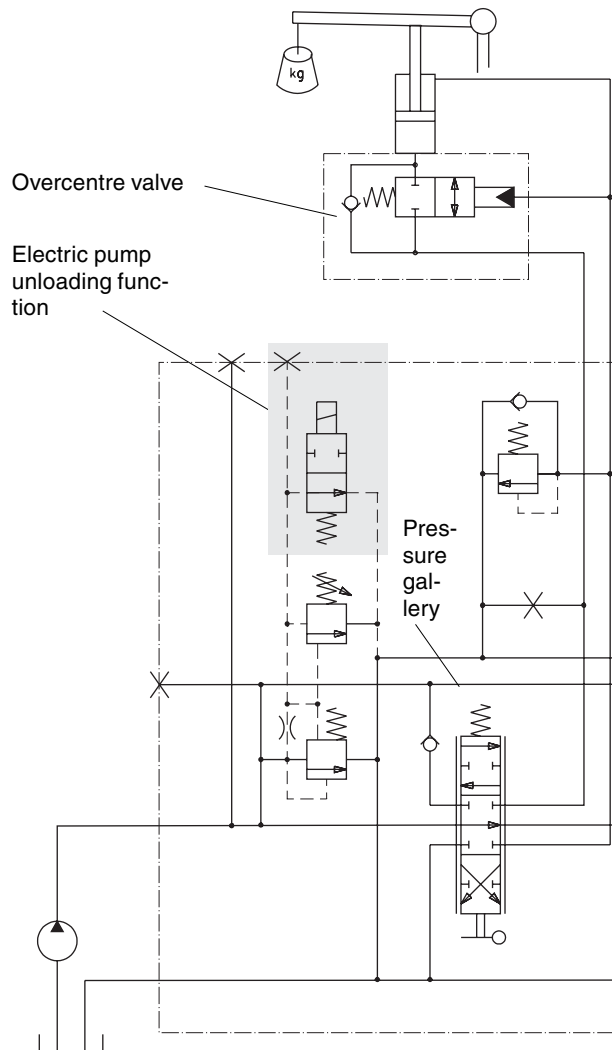 kg
Overcentre valve
Electric pump
unloading func-
tion
Pres-
sure
gal-
lery